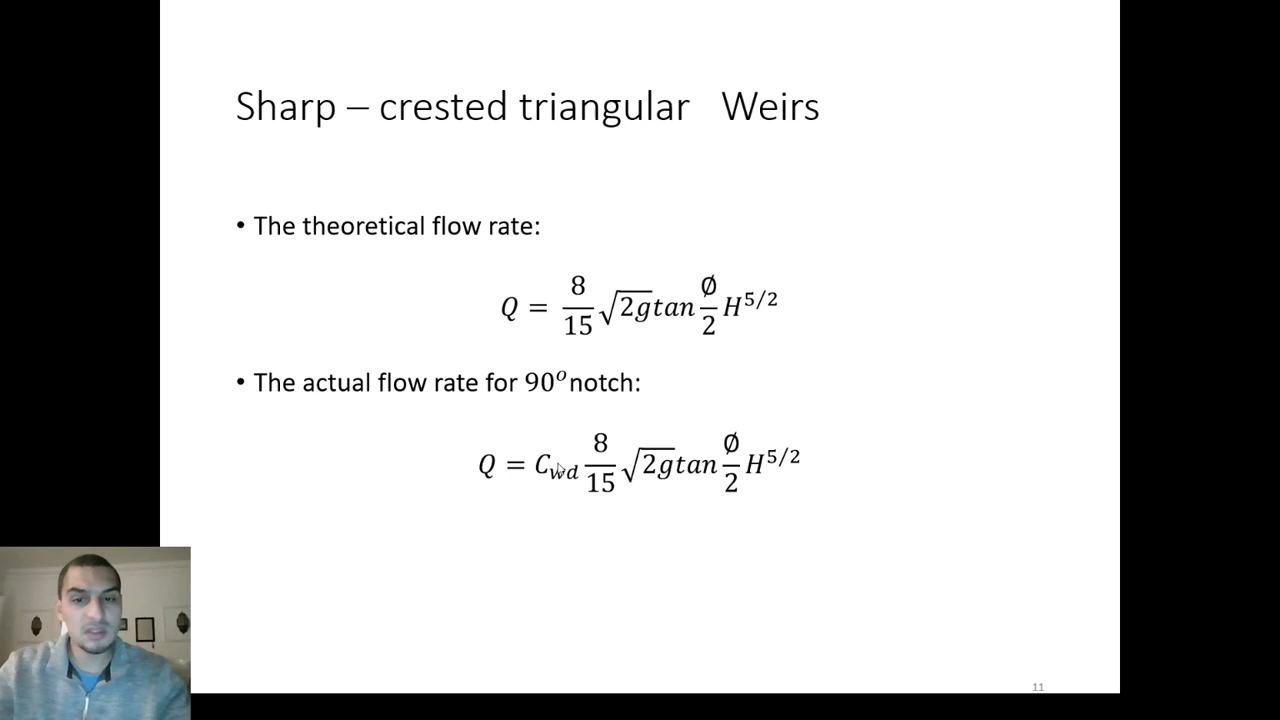 Sharp – crested triangular Weirs
• The theoretical flow rate:
Q = 8/15 √2g tan ∅/2 H^5/2
• The actual flow rate for 90° notch:
Q = C_wd 8/15 √2g tan ∅/2 H^5/2
11